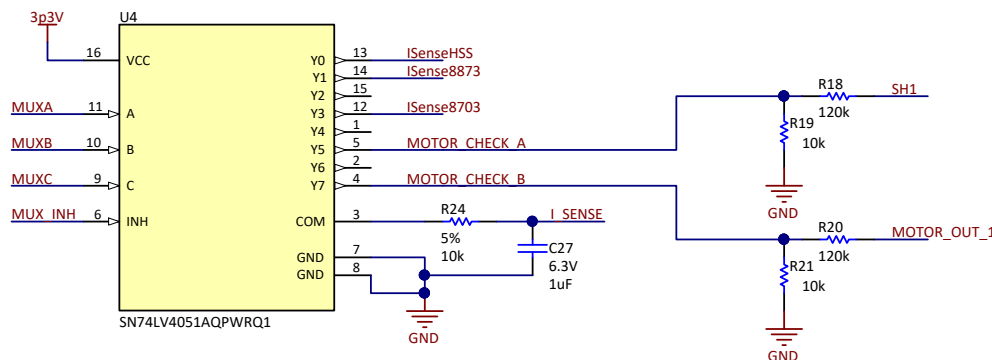 3p3V
U4
16
VCC
Y0
13
ISenseHSS
Y1
14
ISense8873
Y2
15
MUXA
11
A
Y3
12
ISense8703
Y4
1
MUXB
10
B
Y5
5
MOTOR_CHECK_A
Y6
2
MUXC
9
C
Y7
4
MOTOR_CHECK_B
MUX_INH
6
INH
COM
3
R24
5%
10k
I_SENSE
C27
6.3V
1uF
GND
7
GND
8
GND
SN74LV4051AQPWRQ1
R18
120k
SH1
R19
10k
GND
R20
120k
MOTOR_OUT_1
R21
10k
GND